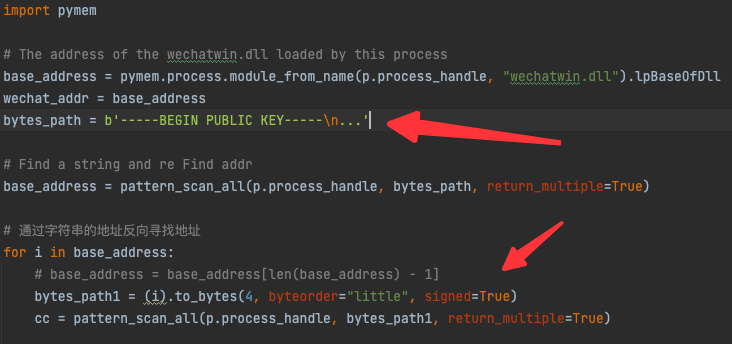 import pymem
# The address of the wechatwin.dll loaded by this process
base_address = pymem.process.module_from_name(p.process_handle, "wechatwin.dll").lpBaseOfDll
wechat_addr = base_address
bytes_path = b'-----BEGIN PUBLIC KEY-----\n...'
# Find a string and re Find addr
base_address = pattern_scan_all(p.process_handle, bytes_path, return_multiple=True)
# 通过字符串的地址反向寻找地址
for i in base_address:
# base_address = base_address[len(base_address) - 1]
bytes_path1 = (i).to_bytes(4, byteorder="little", signed=True)
cc = pattern_scan_all(p.process_handle, bytes_path1, return_multiple=True)